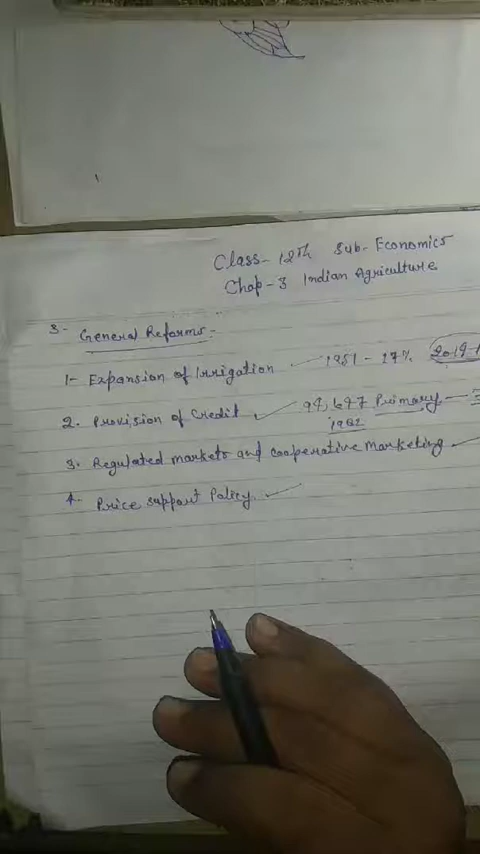 Class- 12th Sub- Economics
Chap-3 Indian Agriculture
3- General Reforms-
1- Expansion of Irrigation 1951 - 17%
2. Provision of Credit Primary
3. Regulated markets and cooperative marketing
4. Price support Policy.